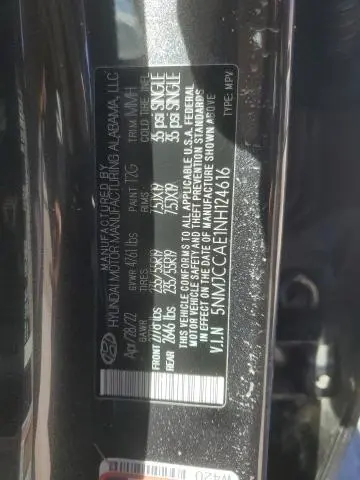 MANUFACTURED BY
HYUNDAI MOTOR MANUFACTURING ALABAMA, LLC
Apr/28/22 GVWR 4761 lbs PAINT T2G TRIM MMH
GAWR TIRES RIMS COLD TIRE INFL.
FRONT lbs 235/55R19 7.5JX19 35 psi SINGLE
REAR 2646 lbs 235/55R19 7.5JX19 35 psi SINGLE
THIS VEHICLE CONFORMS TO ALL APPLICABLE U.S.A. FEDERAL
MOTOR VEHICLE SAFETY AND THEFT PREVENTION STANDARDS
IN EFFECT ON THE DATE OF MANUFACTURE SHOWN ABOVE
V.I.N 5NMJCCAE1NH124616 TYPE: MPV
W420